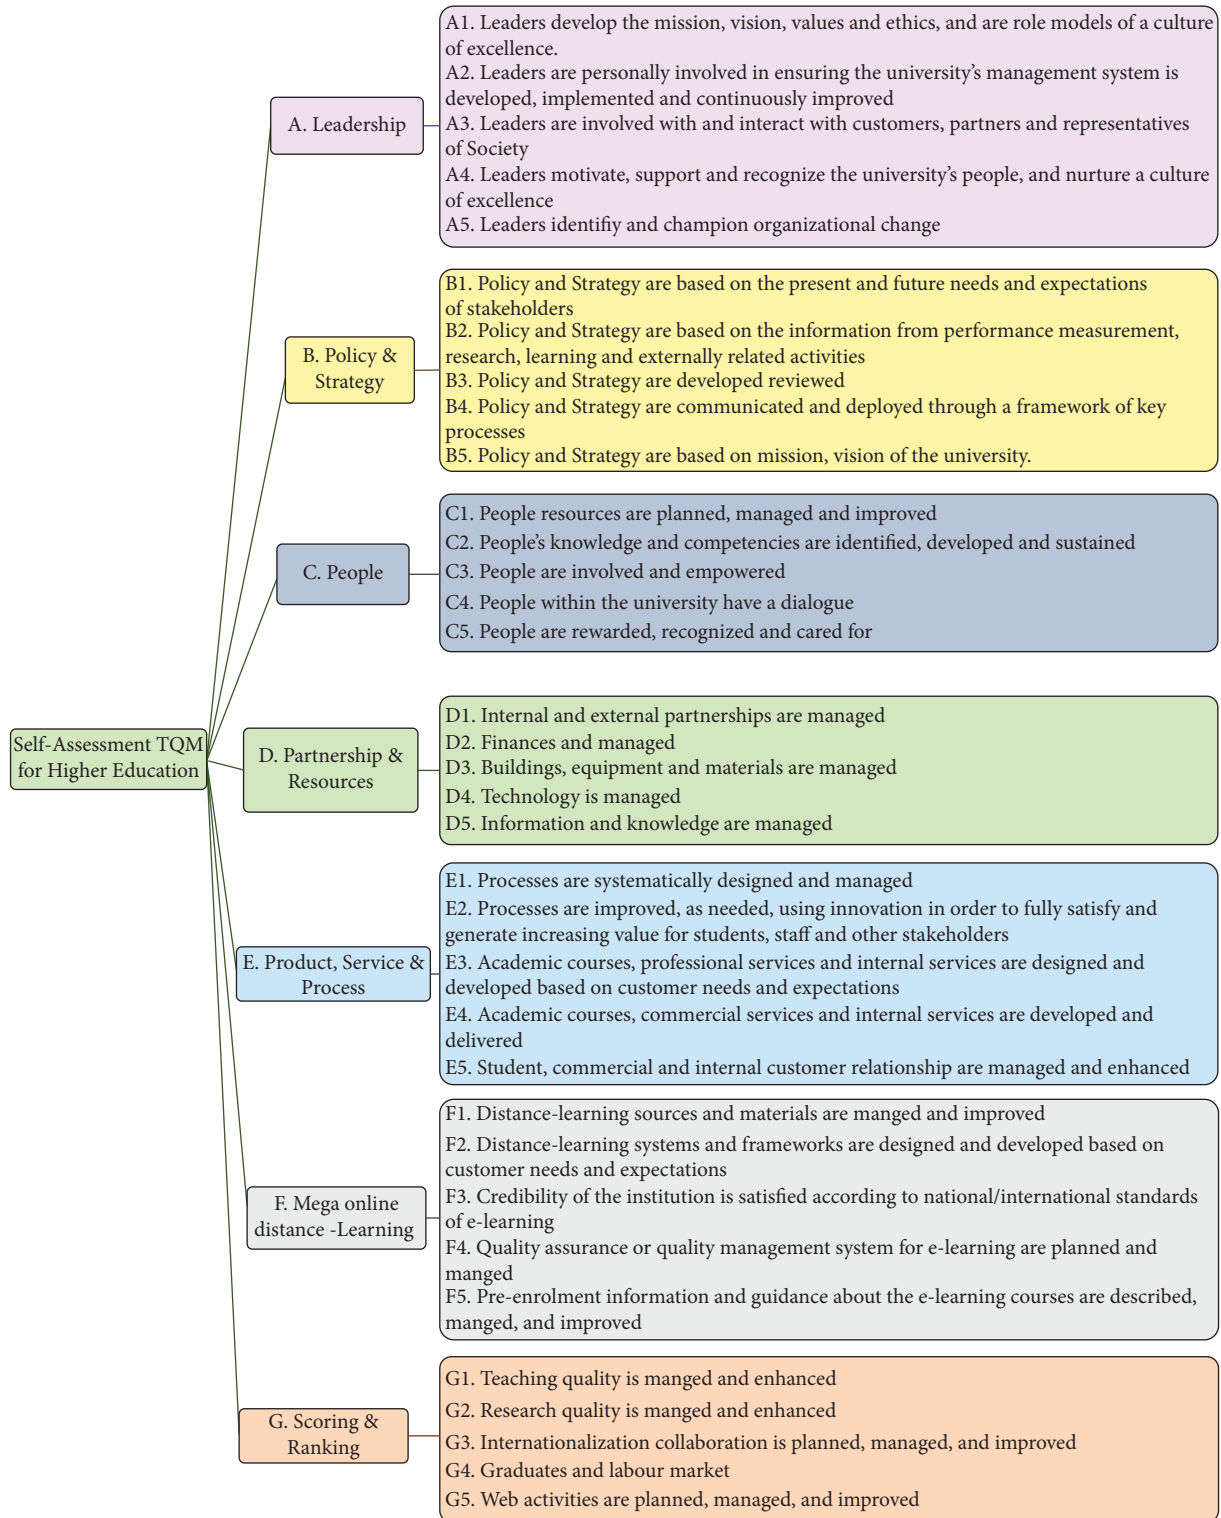 Self-Assessment TQM
for Higher Education
A. Leadership
A1. Leaders develop the mission, vision, values and ethics, and are role models of a culture
of excellence.
A2. Leaders are personally involved in ensuring the university's management system is
developed, implemented and continuously improved
A3. Leaders are involved with and interact with customers, partners and representatives
of Society
A4. Leaders motivate, support and recognize the university's people, and nurture a culture
of excellence
A5. Leaders identifiy and champion organizational change
B. Policy &
Strategy
B1. Policy and Strategy are based on the present and future needs and expectations
of stakeholders
B2. Policy and Strategy are based on the information from performance measurement,
research, learning and externally related activities
B3. Policy and Strategy are developed reviewed
B4. Policy and Strategy are communicated and deployed through a framework of key
processes
B5. Policy and Strategy are based on mission, vision of the university.
C. People
C1. People resources are planned, managed and improved
C2. People's knowledge and competencies are identified, developed and sustained
C3. People are involved and empowered
C4. People within the university have a dialogue
C5. People are rewarded, recognized and cared for
D. Partnership &
Resources
D1. Internal and external partnerships are managed
D2. Finances and managed
D3. Buildings, equipment and materials are managed
D4. Technology is managed
D5. Information and knowledge are managed
E. Product, Service &
Process
E1. Processes are systematically designed and managed
E2. Processes are improved, as needed, using innovation in order to fully satisfy and
generate increasing value for students, staff and other stakeholders
E3. Academic courses, professional services and internal services are designed and
developed based on customer needs and expectations
E4. Academic courses, commercial services and internal services are developed and
delivered
E5. Student, commercial and internal customer relationship are managed and enhanced
F. Mega online
distance -Learning
F1. Distance-learning sources and materials are manged and improved
F2. Distance-learning systems and frameworks are designed and developed based on
customer needs and expectations
F3. Credibility of the institution is satisfied according to national/international standards
of e-learning
F4. Quality assurance or quality management system for e-learning are planned and
manged
F5. Pre-enrolment information and guidance about the e-learning courses are described,
manged, and improved
G. Scoring &
Ranking
G1. Teaching quality is manged and enhanced
G2. Research quality is manged and enhanced
G3. Internationalization collaboration is planned, managed, and improved
G4. Graduates and labour market
G5. Web activities are planned, managed, and improved